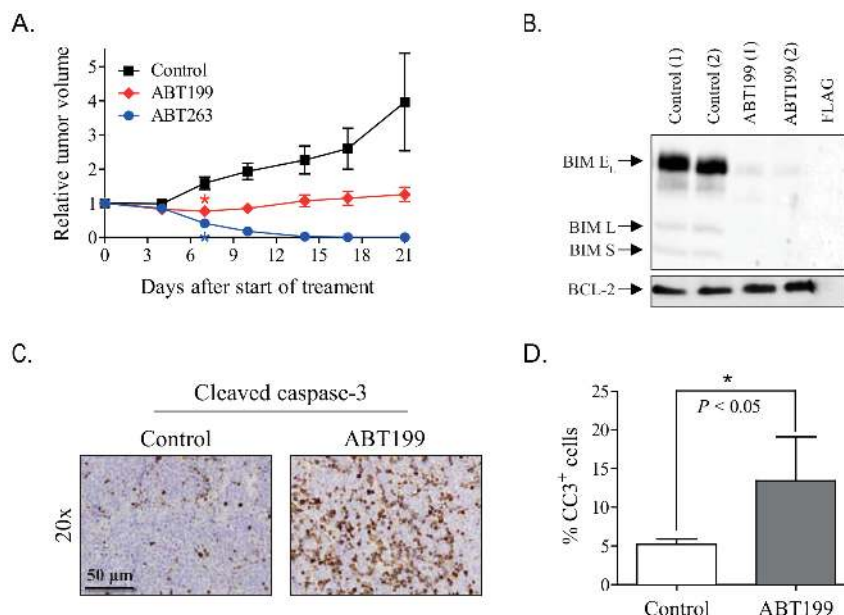 A.
Relative tumor volume
5
4
3
2
1
0
Control
ABT199
ABT263
*
*
0 3 6 9 12 15 18 21
Days after start of treament
B.
Control (1)
Control (2)
ABT199 (1)
ABT199 (2)
FLAG
BIM EL
BIM L
BIM S
BCL-2
C.
Cleaved caspase-3
Control ABT199
20x
50 µm
D.
% CC3+ cells
25
20
15
10
5
0
*
P < 0.05
Control ABT199